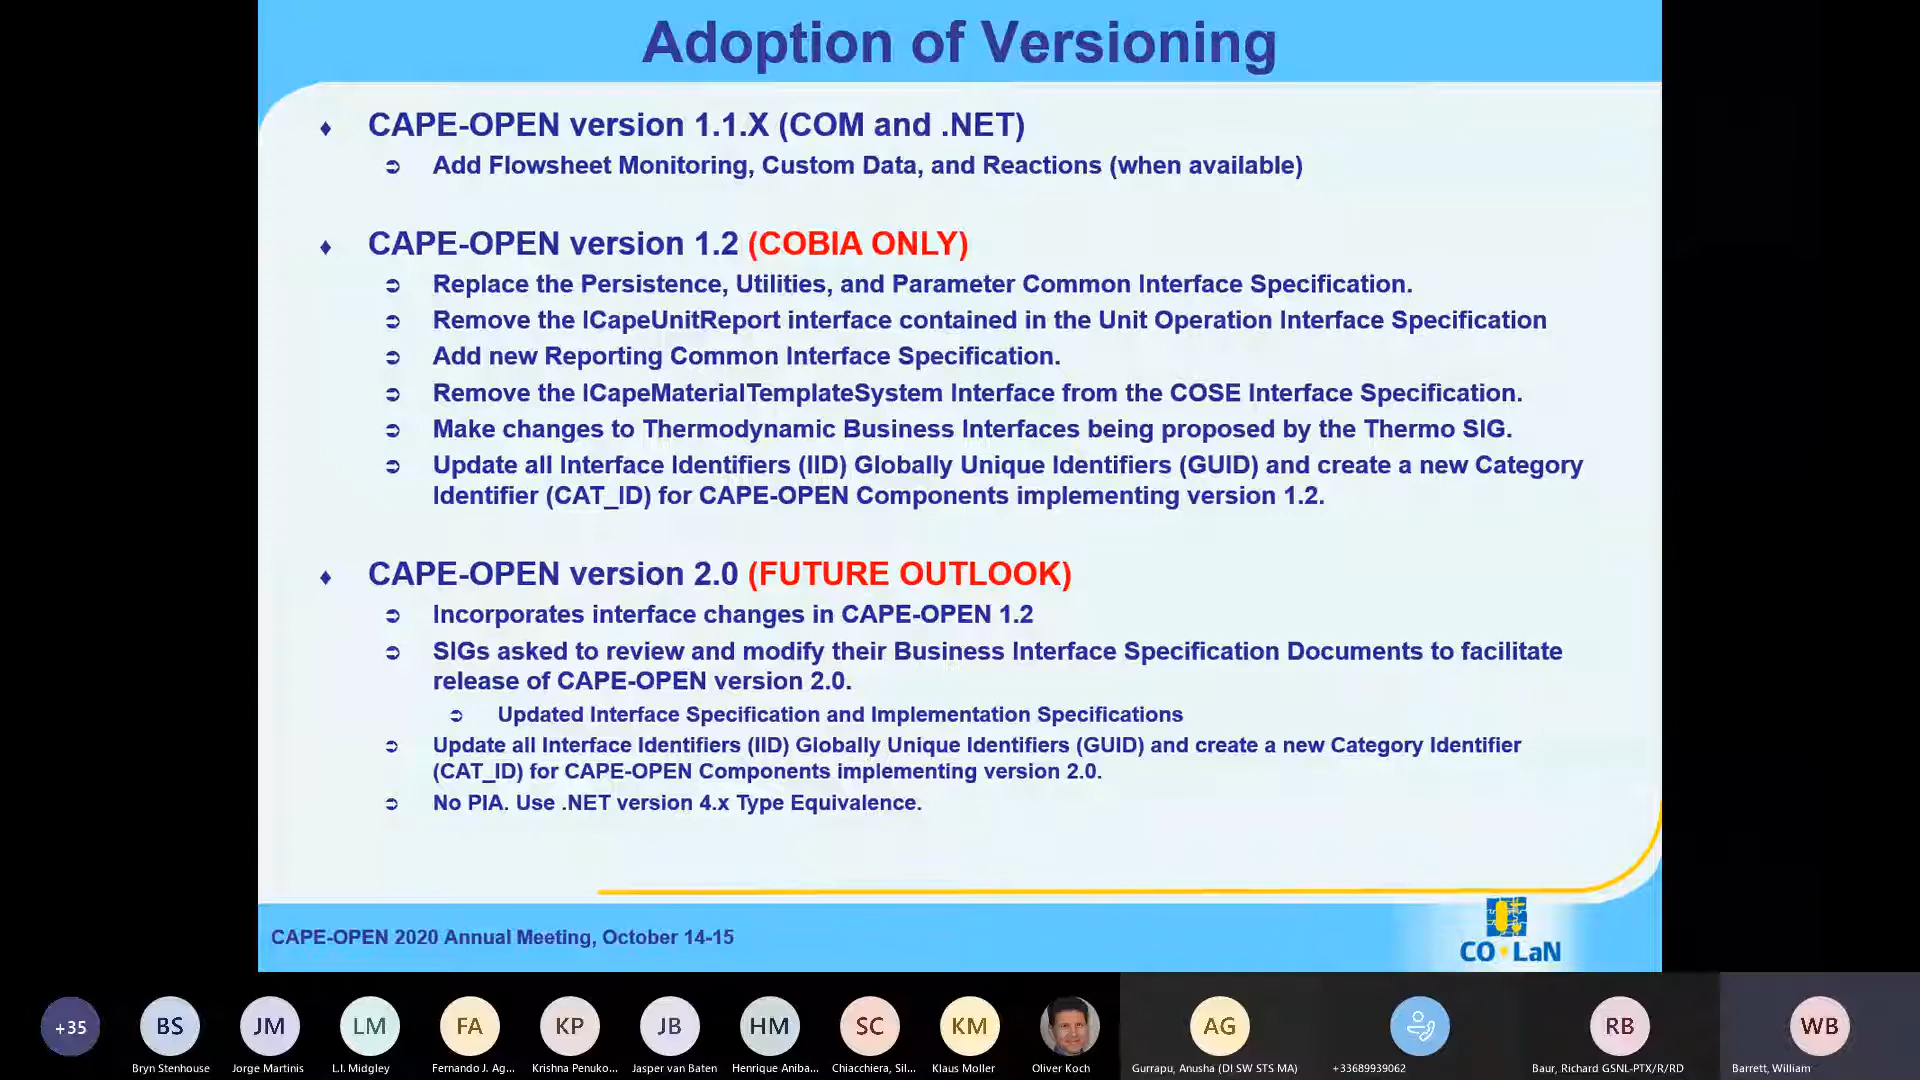 Adoption of Versioning
CAPE-OPEN version 1.1.X (COM and .NET)
Add Flowsheet Monitoring, Custom Data, and Reactions (when available)
CAPE-OPEN version 1.2 (COBIA ONLY)
Replace the Persistence, Utilities, and Parameter Common Interface Specification.
Remove the ICapeUnitReport interface contained in the Unit Operation Interface Specification
Add new Reporting Common Interface Specification.
Remove the ICapeMaterialTemplateSystem Interface from the COSE Interface Specification.
Make changes to Thermodynamic Business Interfaces being proposed by the Thermo SIG.
Update all Interface Identifiers (IID) Globally Unique Identifiers (GUID) and create a new Category
Identifier (CAT_ID) for CAPE-OPEN Components implementing version 1.2.
CAPE-OPEN version 2.0 (FUTURE OUTLOOK)
Incorporates interface changes in CAPE-OPEN 1.2
SIGs asked to review and modify their Business Interface Specification Documents to facilitate
release of CAPE-OPEN version 2.0.
Updated Interface Specification and Implementation Specifications
Update all Interface Identifiers (IID) Globally Unique Identifiers (GUID) and create a new Category Identifier
(CAT_ID) for CAPE-OPEN Components implementing version 2.0.
No PIA. Use .NET version 4.x Type Equivalence.
CAPE-OPEN 2020 Annual Meeting, October 14-15
CO LaN
+35 BS JM LM FA KP JB HM SC KM AG RB WB
Bryn Stenhouse Jorge Martinis L.I. Midgley Fernando J. Ag... Krishna Penuko... Jasper van Baten Henrique Aniba... Chiacchiera, Sil... Klaus Moller Oliver Koch Gurrapu, Anusha (DI SW STS MA) +33689939062 Baur, Richard GSNL-PTX/R/RD Barrett, William